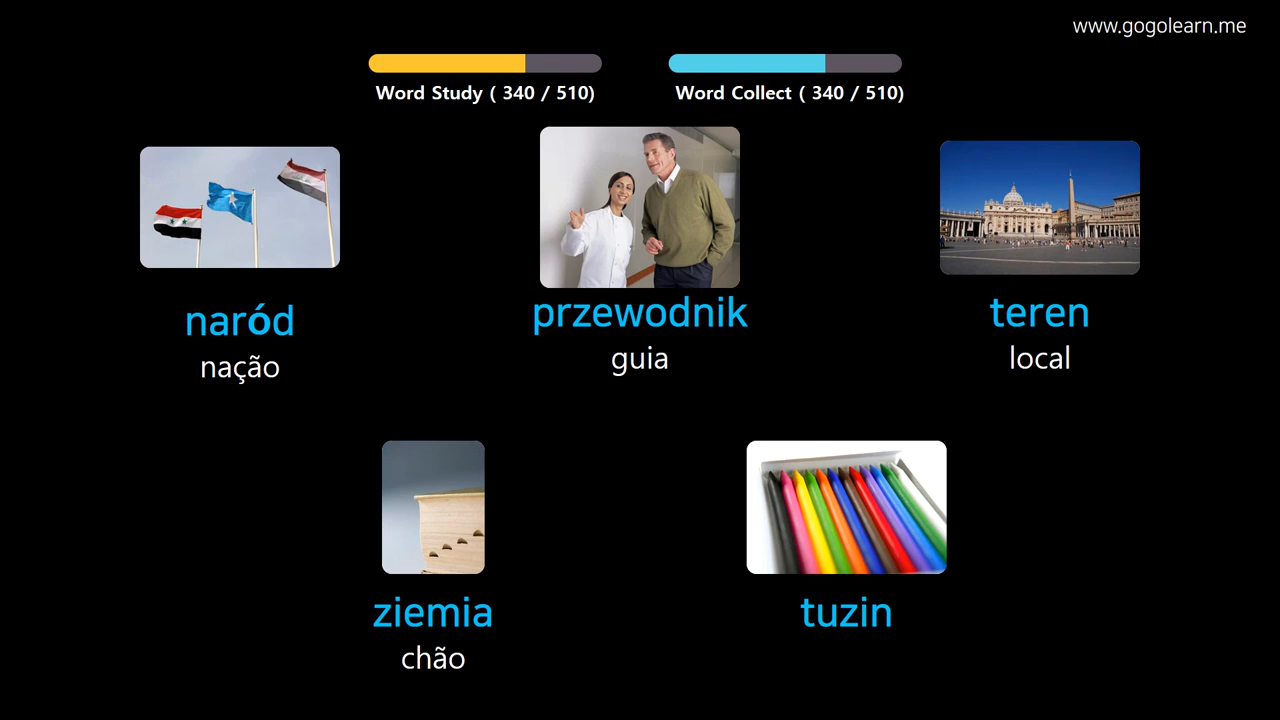 www.gogolearn.me
Word Study ( 340 / 510)
Word Collect ( 340 / 510)
naród
nação
przewodnik
guia
teren
local
ziemia
chão
tuzin